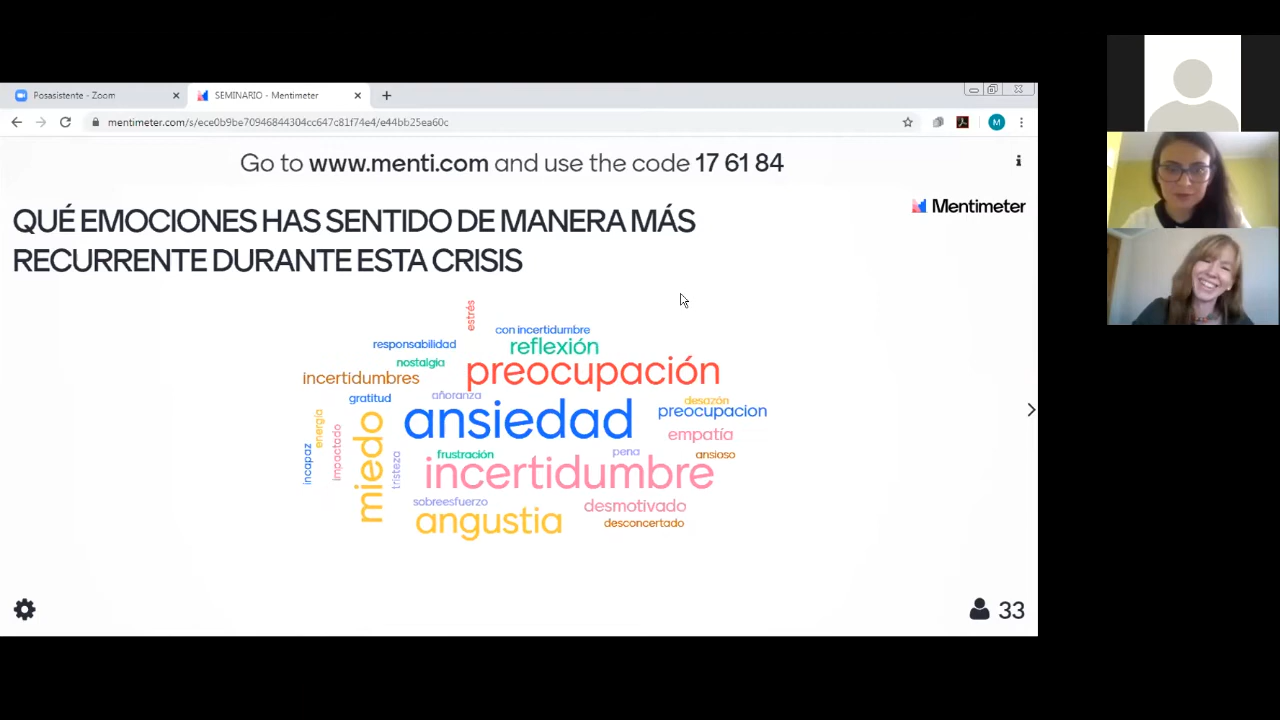 Posasistente - Zoom
SEMINARIO - Mentimeter
mentimeter.com/s/ece0b9be70946844304cc647c81f74e4/e44bb25ea60c
M
Go to www.menti.com and use the code 17 61 84
Mentimeter
QUÉ EMOCIONES HAS SENTIDO DE MANERA MÁS
RECURRENTE DURANTE ESTA CRISIS
estrés
con incertidumbre
responsabilidad
reflexión
nostalgia
preocupación
incertidumbres
gratitud
añoranza
desazón
preocupacion
ansiedad
energía
miedo
impactado
empatía
incapaz
tristeza
frustración
pena
ansioso
incertidumbre
sobreesfuerzo
desmotivado
angustia
desconcertado
33